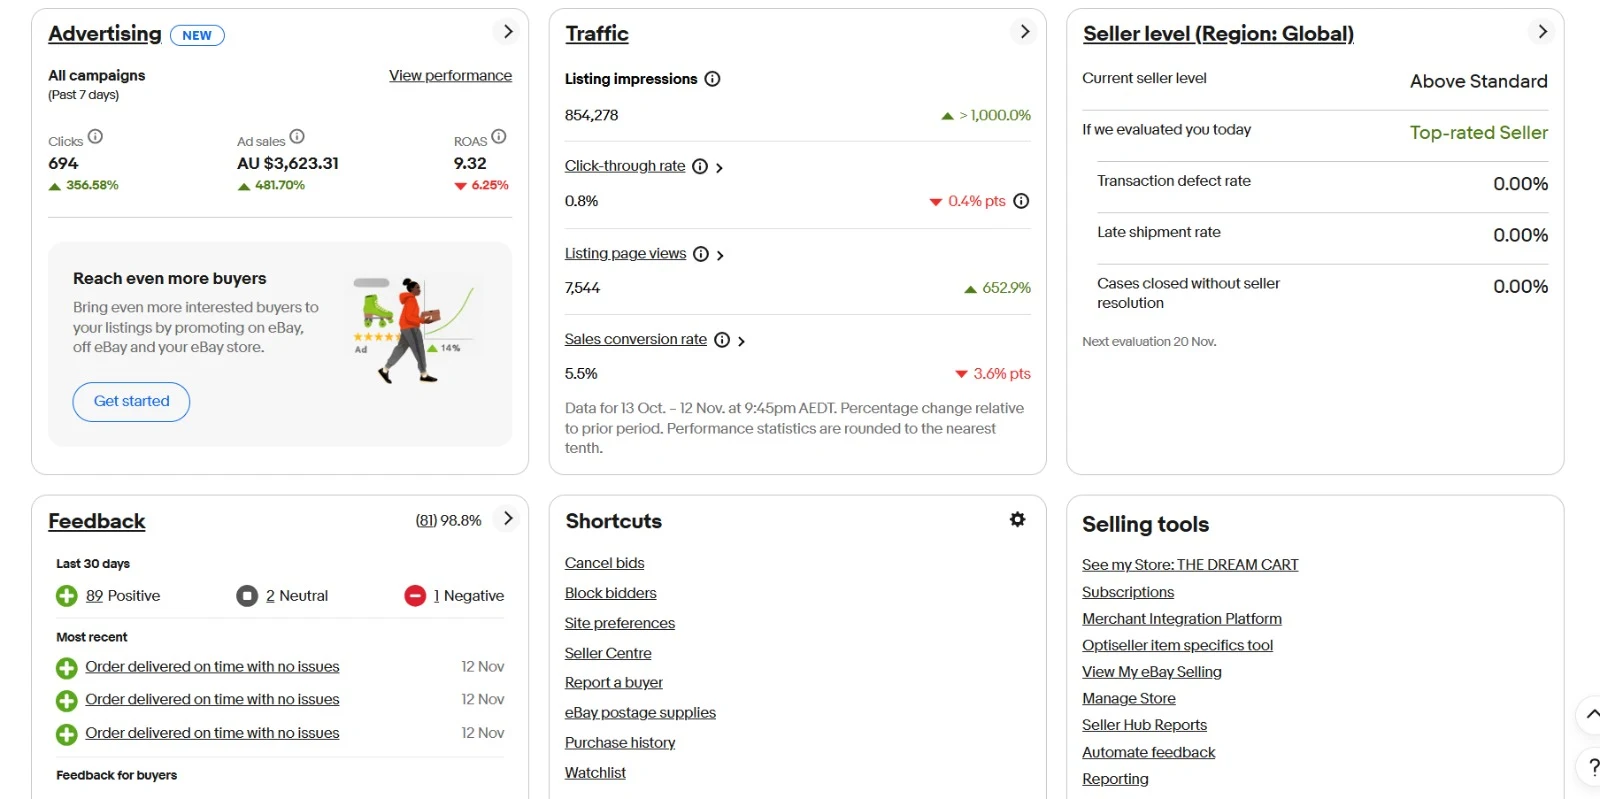 Advertising NEW
All campaigns View performance
(Past 7 days)
Clicks Ad sales ROAS
694 AU $3,623.31 9.32
356.58% 481.70% 6.25%
Reach even more buyers
Bring even more interested buyers to
your listings by promoting on eBay,
off eBay and your eBay store.
Get started
Ad 14%
Traffic
Listing impressions
854,278 > 1,000.0%
Click-through rate
0.8% 0.4% pts
Listing page views
7,544 652.9%
Sales conversion rate
5.5% 3.6% pts
Data for 13 Oct. - 12 Nov. at 9:45pm AEDT. Percentage change relative
to prior period. Performance statistics are rounded to the nearest
tenth.
Seller level (Region: Global)
Current seller level Above Standard
If we evaluated you today Top-rated Seller
Transaction defect rate 0.00%
Late shipment rate 0.00%
Cases closed without seller 0.00%
resolution
Next evaluation 20 Nov.
Feedback (81) 98.8%
Last 30 days
89 Positive 2 Neutral 1 Negative
Most recent
Order delivered on time with no issues 12 Nov
Order delivered on time with no issues 12 Nov
Order delivered on time with no issues 12 Nov
Feedback for buyers
Shortcuts
Cancel bids
Block bidders
Site preferences
Seller Centre
Report a buyer
eBay postage supplies
Purchase history
Watchlist
Selling tools
See my Store: THE DREAM CART
Subscriptions
Merchant Integration Platform
Optiseller item specifics tool
View My eBay Selling
Manage Store
Seller Hub Reports
Automate feedback
Reporting
?